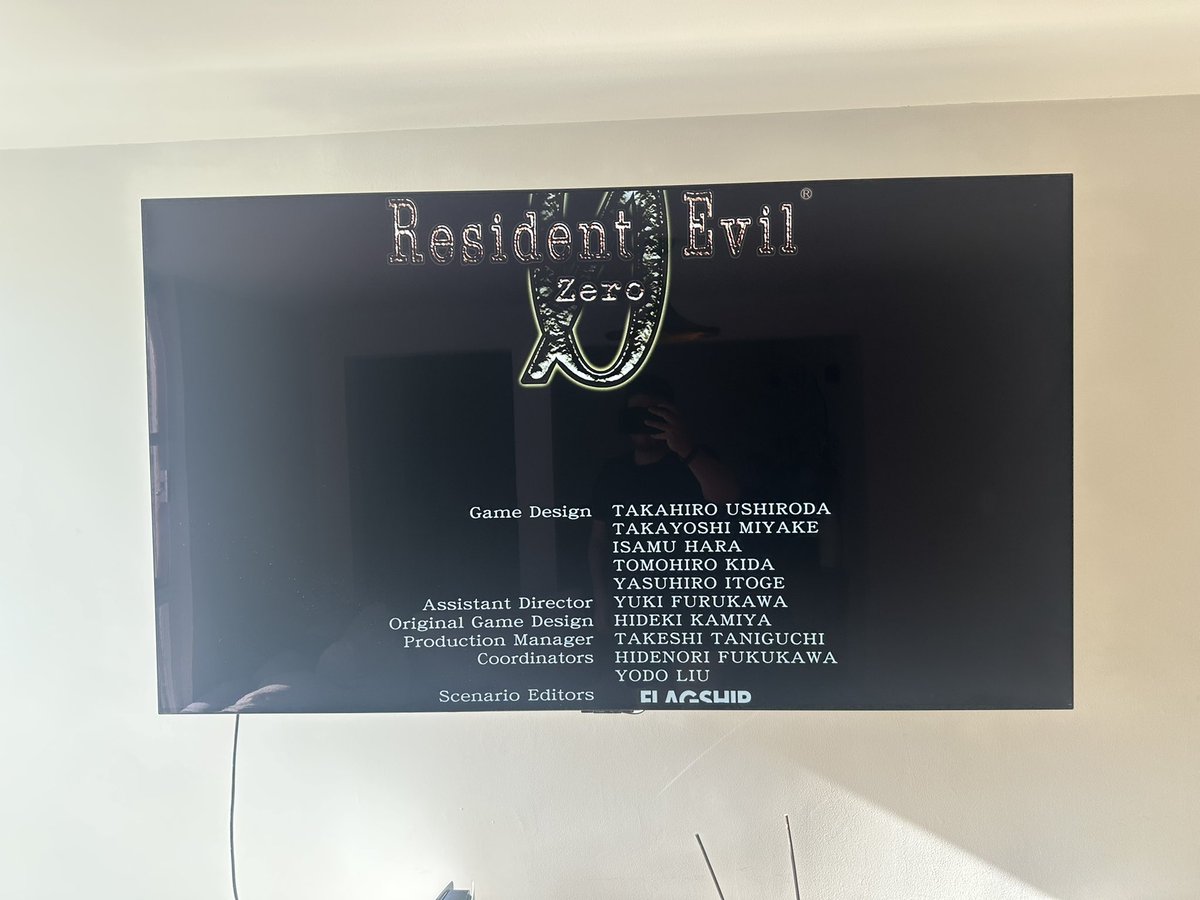 Resident Evil®
Zero
Game Design TAKAHIRO USHIRODA
TAKAYOSHI MIYAKE
ISAMU HARA
TOMOHIRO KIDA
YASUHIRO ITOGE
Assistant Director YUKI FURUKAWA
Original Game Design HIDEKI KAMIYA
Production Manager TAKESHI TANIGUCHI
Coordinators HIDENORI FUKUKAWA
YODO LIU
Scenario Editors FLAGSHIP